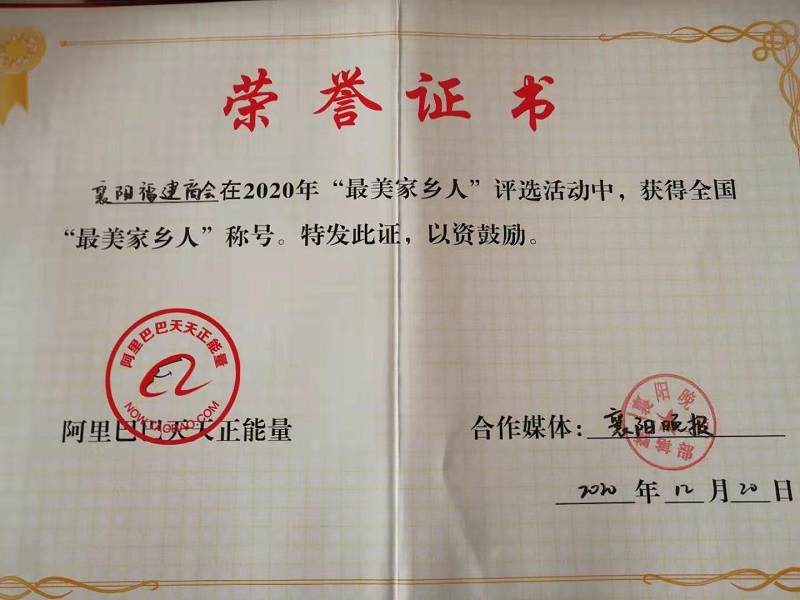 荣誉证书
襄阳福建商会在2020年“最美家乡人”评选活动中，获得全国
“最美家乡人”称号。特发此证，以资鼓励。
阿里巴巴天天正能量
NOW.TAOBAO.COM
阿里巴巴天天正能量
合作媒体：襄阳晚报
2020年12月20日